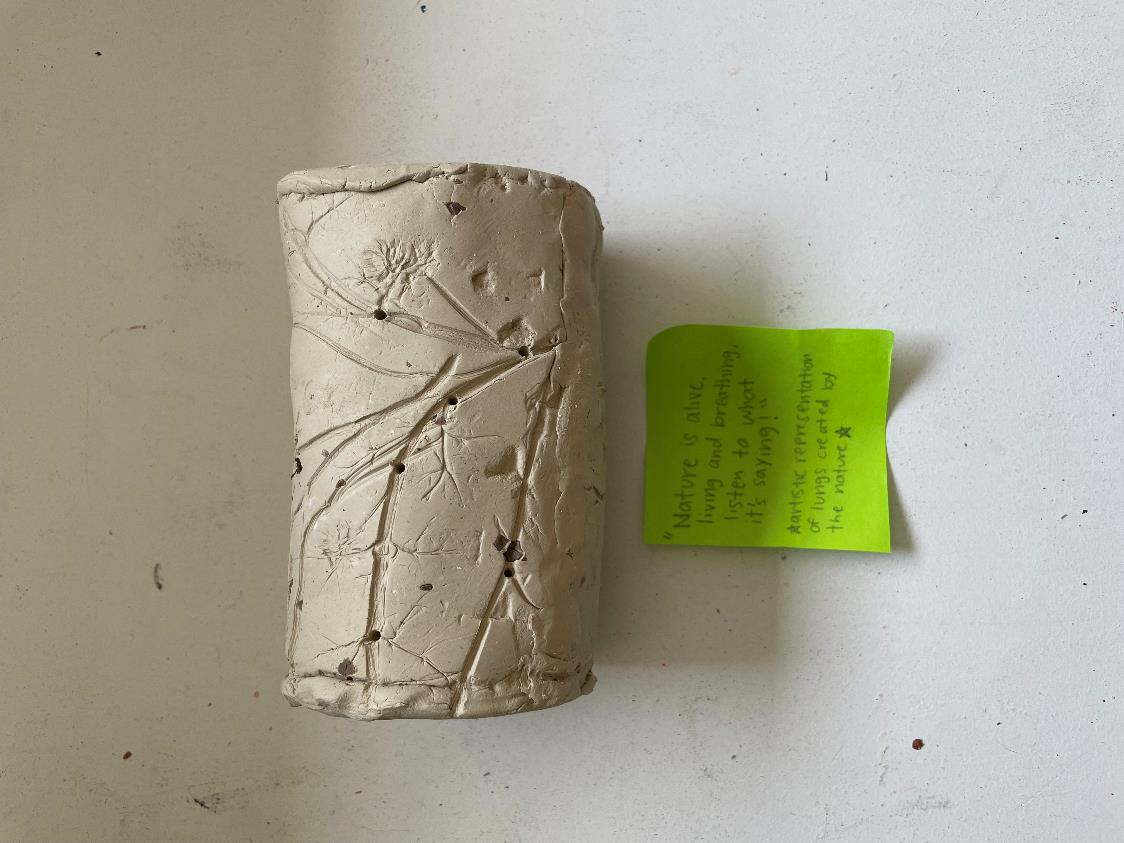 "Nature is alive,
living and breathing,
listen to what
it's saying!"
☆artistic representation
of lungs created by
the nature☆